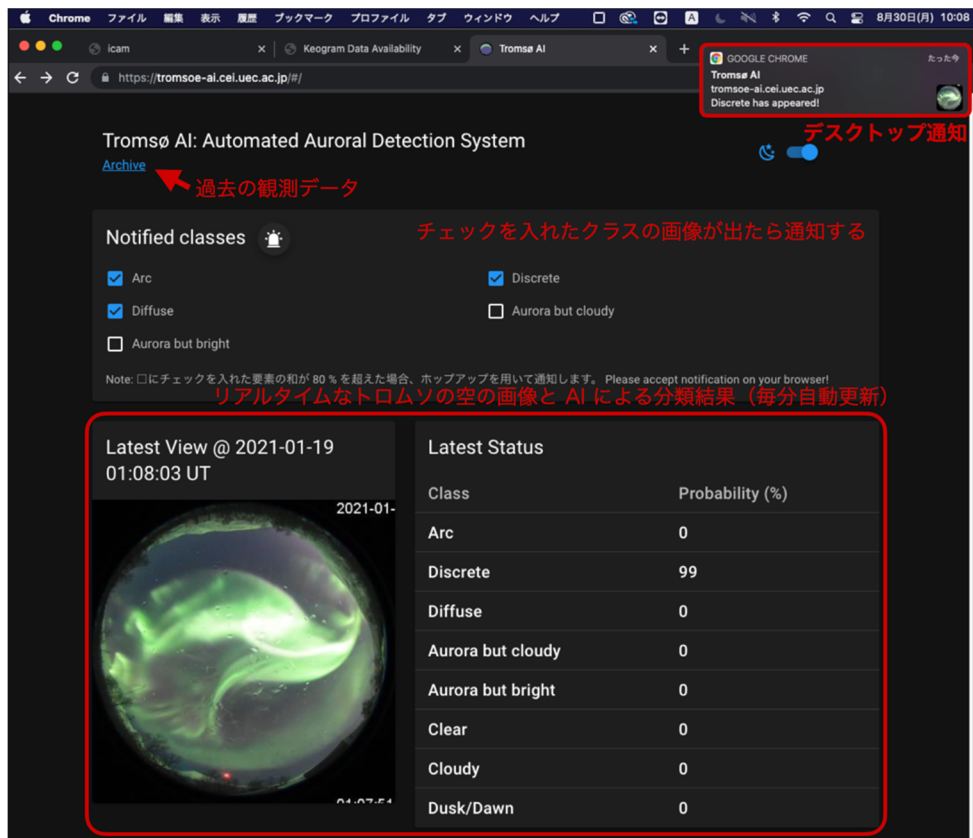 Chrome ファイル 編集 表示 履歴 ブックマーク プロファイル タブ ウィンドウ ヘルプ A 8月30日(月) 10:08
icam × Keogram Data Availability × Tromsø AI × +
https://tromsoe-ai.cei.uec.ac.jp/#/
GOOGLE CHROME たった今
Tromsø AI
tromsoe-ai.cei.uec.ac.jp
Discrete has appeared!
デスクトップ通知
Tromsø AI: Automated Auroral Detection System
Archive
過去の観測データ
Notified classes
チェックを入れたクラスの画像が出たら通知する
Arc
Discrete
Diffuse
Aurora but cloudy
Aurora but bright
Note: □にチェックを入れた要素の和が 80 % を超えた場合、ホップアップを用いて通知します。 Please accept notification on your browser!
リアルタイムなトロムソの空の画像と AI による分類結果（毎分自動更新）
Latest View @ 2021-01-19
01:08:03 UT
2021-01-
01:07:51
Latest Status
Class Probability (%)
Arc 0
Discrete 99
Diffuse 0
Aurora but cloudy 0
Aurora but bright 0
Clear 0
Cloudy 0
Dusk/Dawn 0